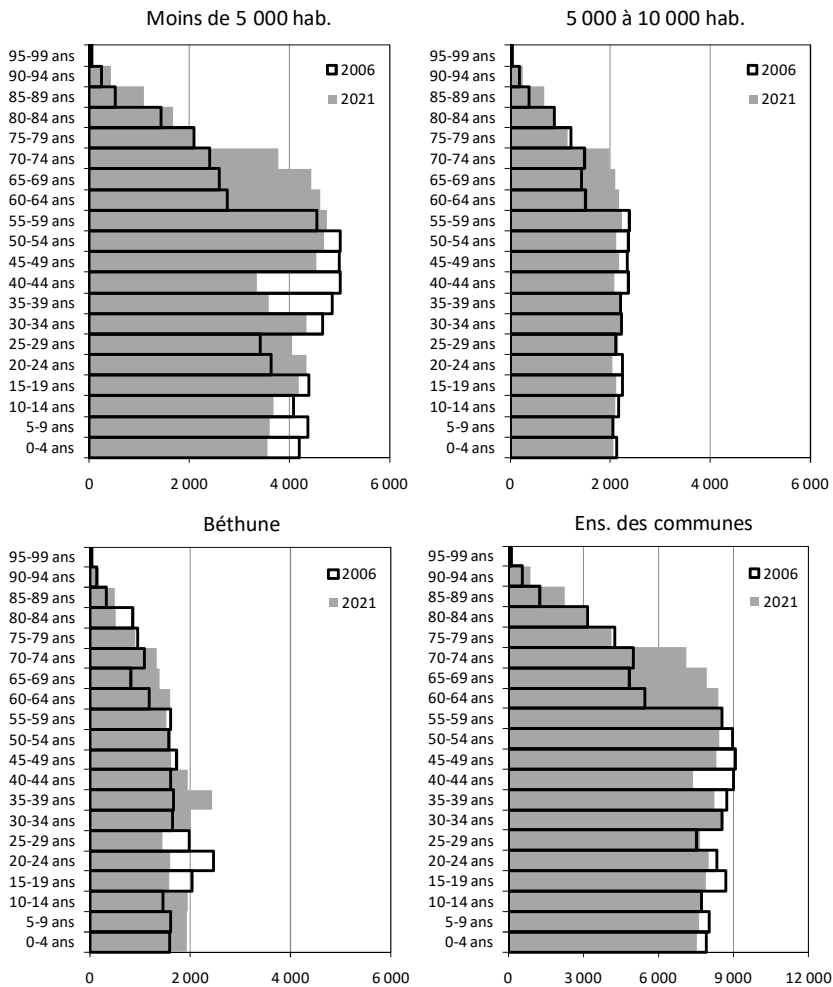 Moins de 5 000 hab.
95-99 ans
90-94 ans
85-89 ans
80-84 ans
75-79 ans
70-74 ans
65-69 ans
60-64 ans
55-59 ans
50-54 ans
45-49 ans
40-44 ans
35-39 ans
30-34 ans
25-29 ans
20-24 ans
15-19 ans
10-14 ans
5-9 ans
0-4 ans
2006
2021
0 2 000 4 000 6 000
5 000 à 10 000 hab.
95-99 ans
90-94 ans
85-89 ans
80-84 ans
75-79 ans
70-74 ans
65-69 ans
60-64 ans
55-59 ans
50-54 ans
45-49 ans
40-44 ans
35-39 ans
30-34 ans
25-29 ans
20-24 ans
15-19 ans
10-14 ans
5-9 ans
0-4 ans
2006
2021
0 2 000 4 000 6 000
Béthune
95-99 ans
90-94 ans
85-89 ans
80-84 ans
75-79 ans
70-74 ans
65-69 ans
60-64 ans
55-59 ans
50-54 ans
45-49 ans
40-44 ans
35-39 ans
30-34 ans
25-29 ans
20-24 ans
15-19 ans
10-14 ans
5-9 ans
0-4 ans
2006
2021
0 2 000 4 000 6 000
Ens. des communes
95-99 ans
90-94 ans
85-89 ans
80-84 ans
75-79 ans
70-74 ans
65-69 ans
60-64 ans
55-59 ans
50-54 ans
45-49 ans
40-44 ans
35-39 ans
30-34 ans
25-29 ans
20-24 ans
15-19 ans
10-14 ans
5-9 ans
0-4 ans
2006
2021
0 3 000 6 000 9 000 12 000